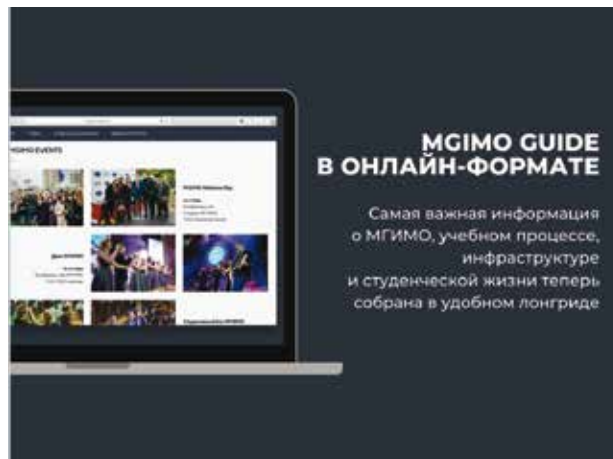 MGIMO EVENTS
MGIMO GUIDE
В ОНЛАЙН-ФОРМАТЕ
Самая важная информация
о МГИМО, учебном процессе,
инфраструктуре
и студенческой жизни теперь
собрана в удобном лонгриде